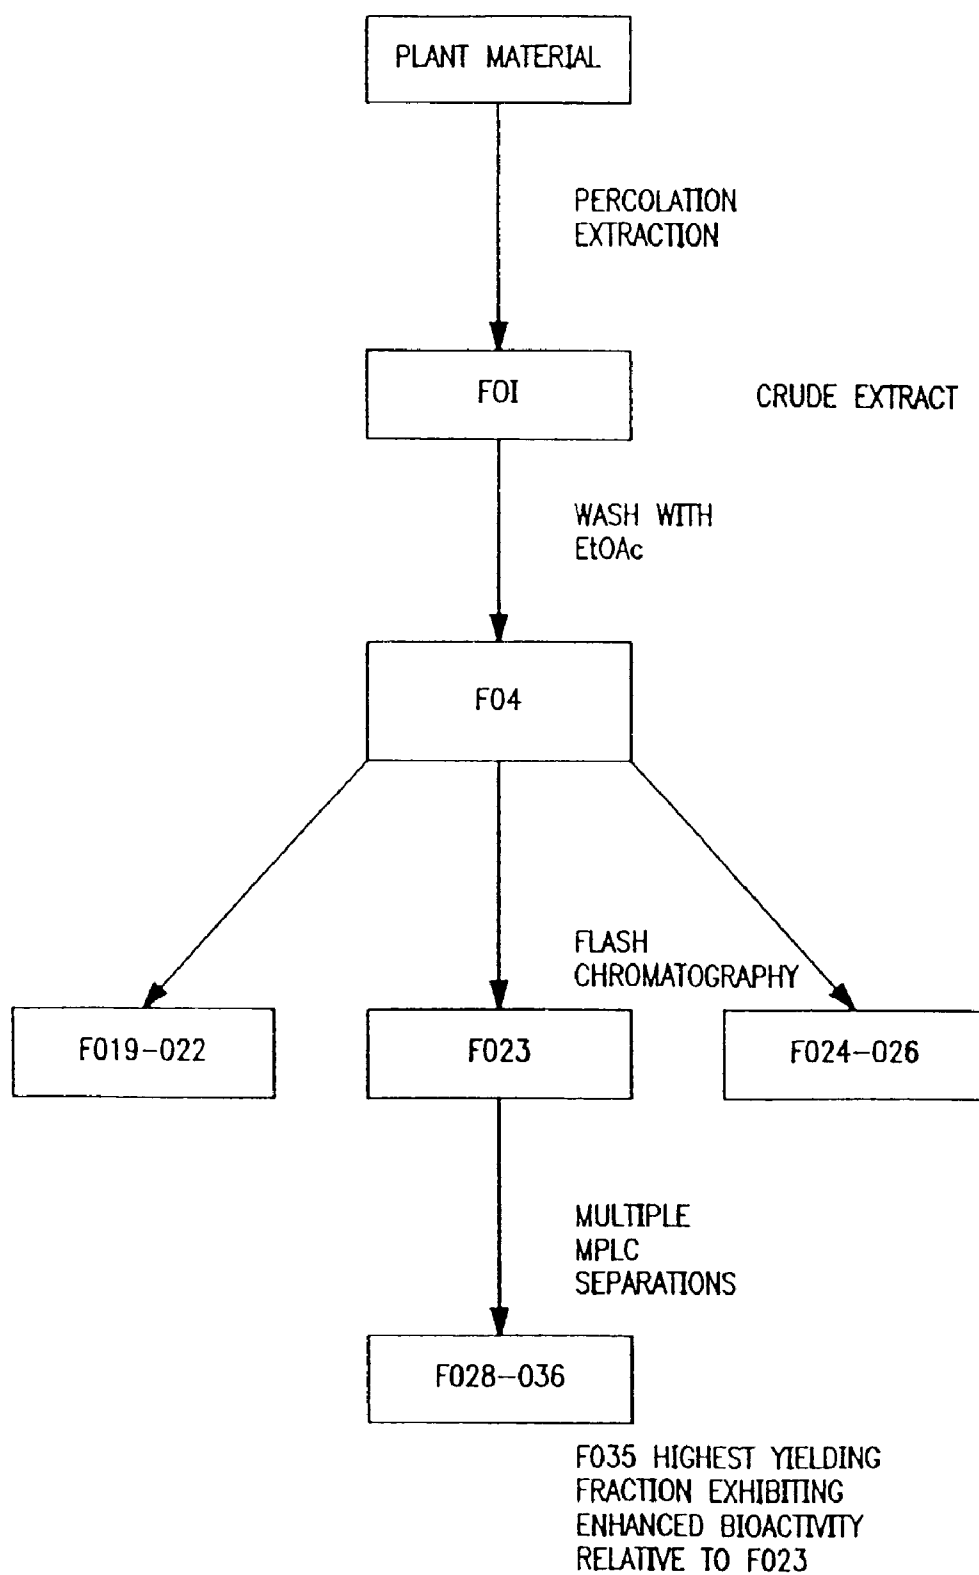 PLANT MATERIAL
PERCOLATION
EXTRACTION
F0I
CRUDE EXTRACT
WASH WITH
EtOAc
F04
FLASH
CHROMATOGRAPHY
F019-022
F023
F024-026
MULTIPLE
MPLC
SEPARATIONS
F028-036
F035 HIGHEST YIELDING
FRACTION EXHIBITING
ENHANCED BIOACTIVITY
RELATIVE TO F023